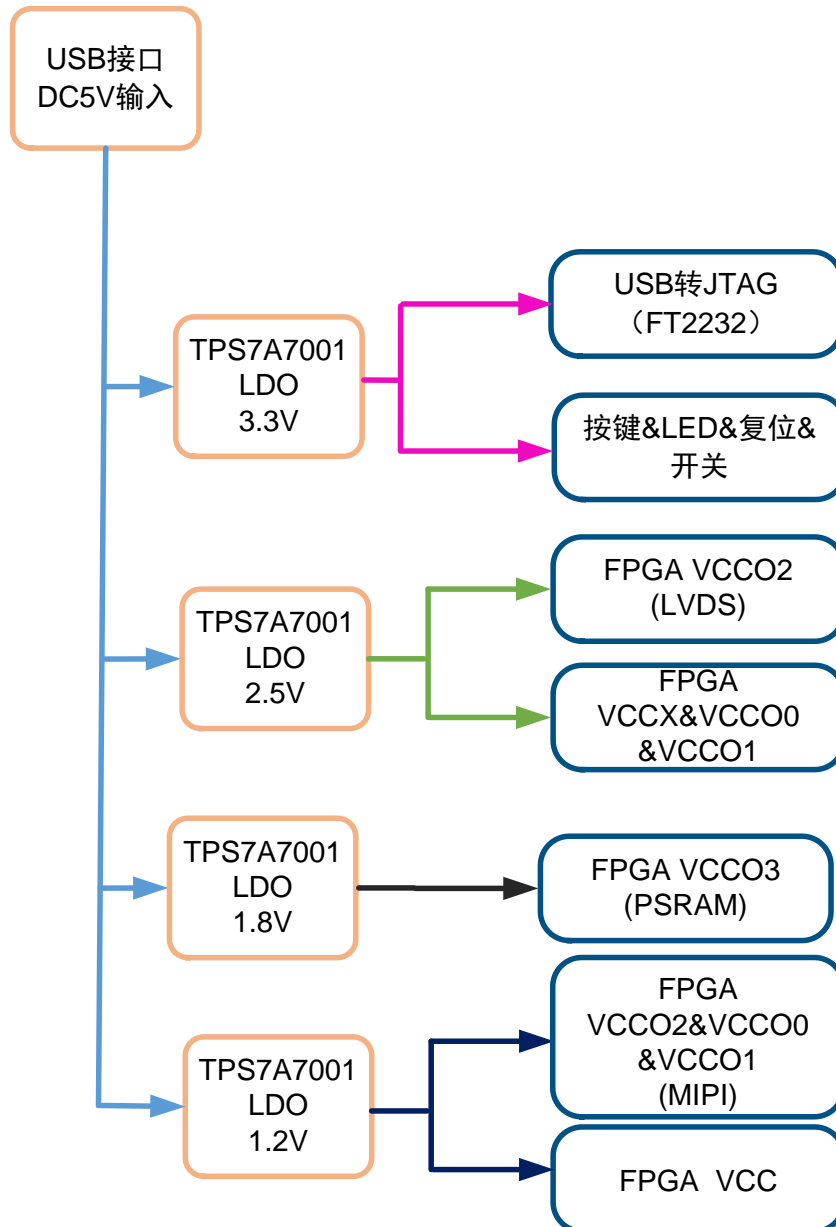 USB接口
DC5V输入
USB转JTAG
（FT2232）
TPS7A7001
LDO
3.3V
按键&LED&复位&
开关
FPGA VCCO2
(LVDS)
TPS7A7001
LDO
2.5V
FPGA
VCCX&VCCO0
&VCCO1
TPS7A7001
LDO
1.8V
FPGA VCCO3
(PSRAM)
FPGA
VCCO2&VCCO0
&VCCO1
(MIPI)
TPS7A7001
LDO
1.2V
FPGA VCC